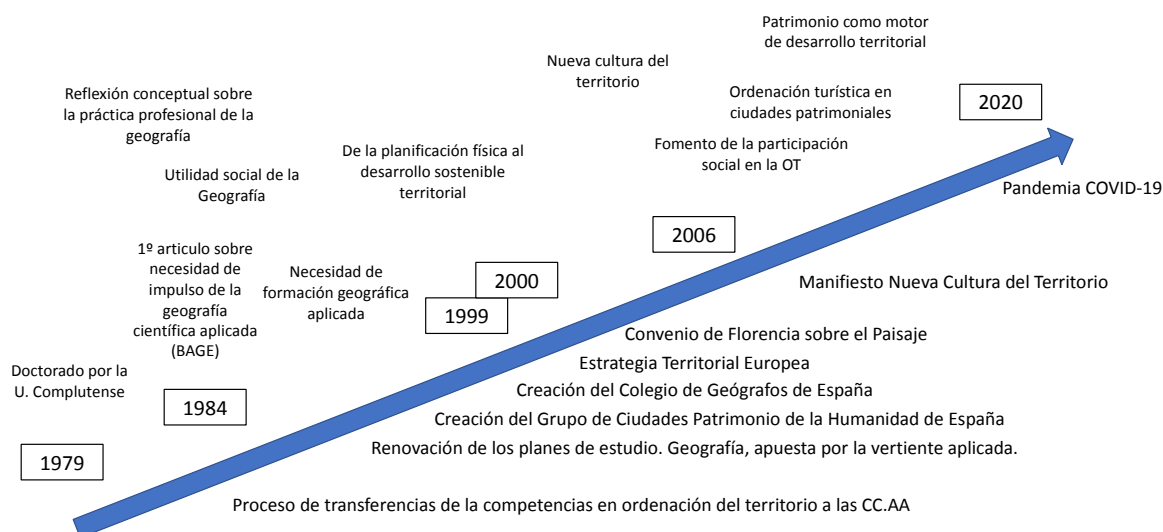 Patrimonio como motor
de desarrollo territorial
Nueva cultura del
territorio
Reflexión conceptual sobre
la práctica profesional de la
geografía
Ordenación turística en
ciudades patrimoniales
2020
De la planificación física al
desarrollo sostenible
territorial
Fomento de la participación
social en la OT
Utilidad social de la
Geografía
Pandemia COVID-19
1º articulo sobre
necesidad de
impulso de la
geografía
científica aplicada
(BAGE)
Necesidad de
formación geográfica
aplicada
2006
2000
1999
Manifiesto Nueva Cultura del Territorio
Convenio de Florencia sobre el Paisaje
Estrategia Territorial Europea
Doctorado por la
U. Complutense
1984
Creación del Colegio de Geógrafos de España
Creación del Grupo de Ciudades Patrimonio de la Humanidad de España
Renovación de los planes de estudio. Geografía, apuesta por la vertiente aplicada.
1979
Proceso de transferencias de la competencias en ordenación del territorio a las CC.AA